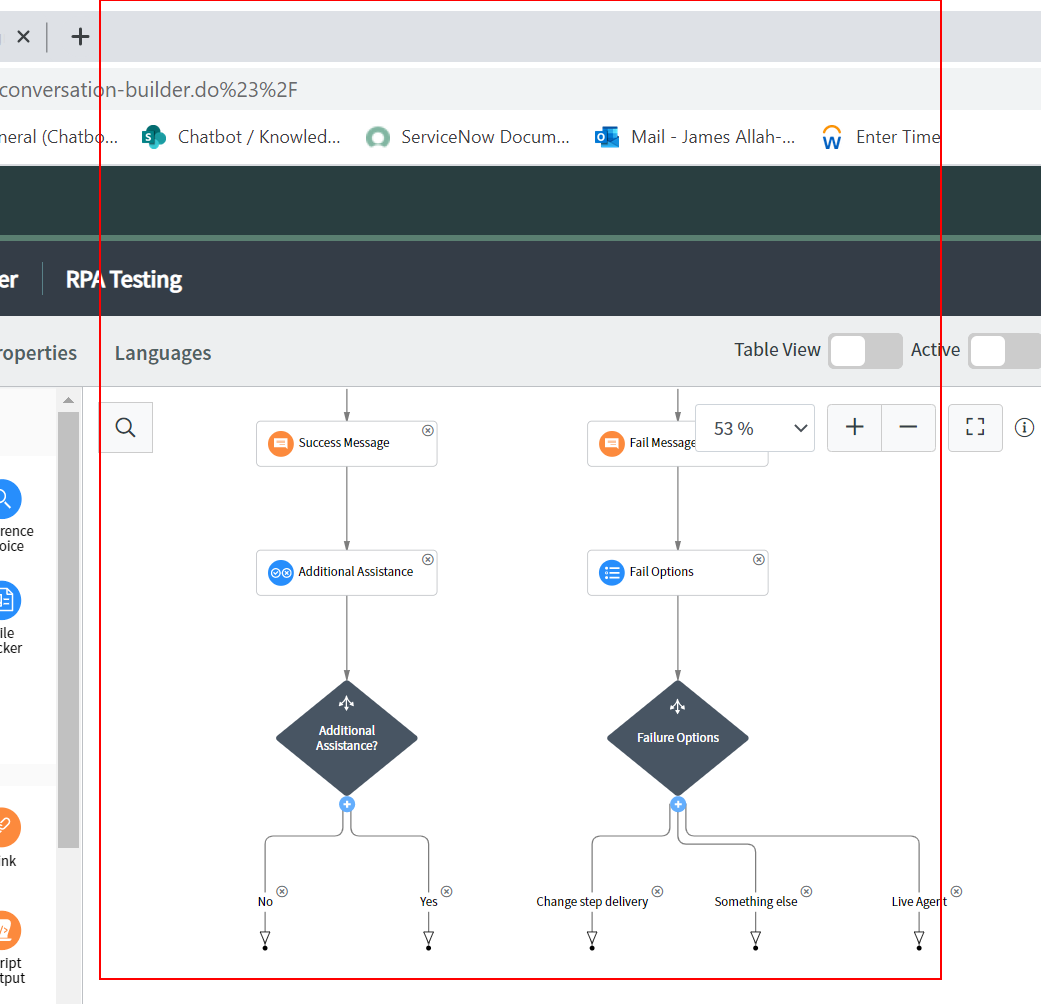 conversation-builder.do%23%2F
neral (Chatbo...
Chatbot / Knowled...
ServiceNow Docum...
Mail - James Allah-...
Enter Time
er
RPA Testing
roperties
Languages
Table View
Active
53 %
Success Message
Fail Message
rence
oice
Additional Assistance
Fail Options
ile
cker
Additional
Assistance?
Failure Options
ink
No
Yes
Change step delivery
Something else
Live Agent
ript
tput